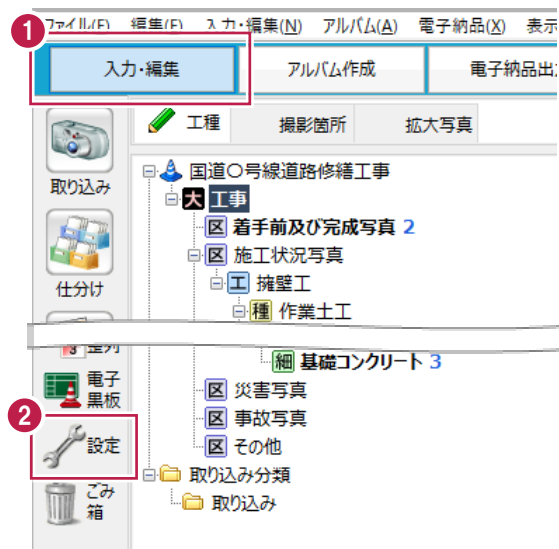 ファイル(F) 編集(E) 入力・編集(N) アルバム(A) 電子納品(X) 表示
1
入力・編集 アルバム作成 電子納品出
工種 撮影箇所 拡大写真
取り込み
仕分け
整列
電子
黒板
2
設定
ごみ
箱
国道〇号線道路修繕工事
大 工事
区 着手前及び完成写真 2
区 施工状況写真
工 擁壁工
種 作業土工
細 基礎コンクリート 3
区 災害写真
区 事故写真
区 その他
取り込み分類
取り込み